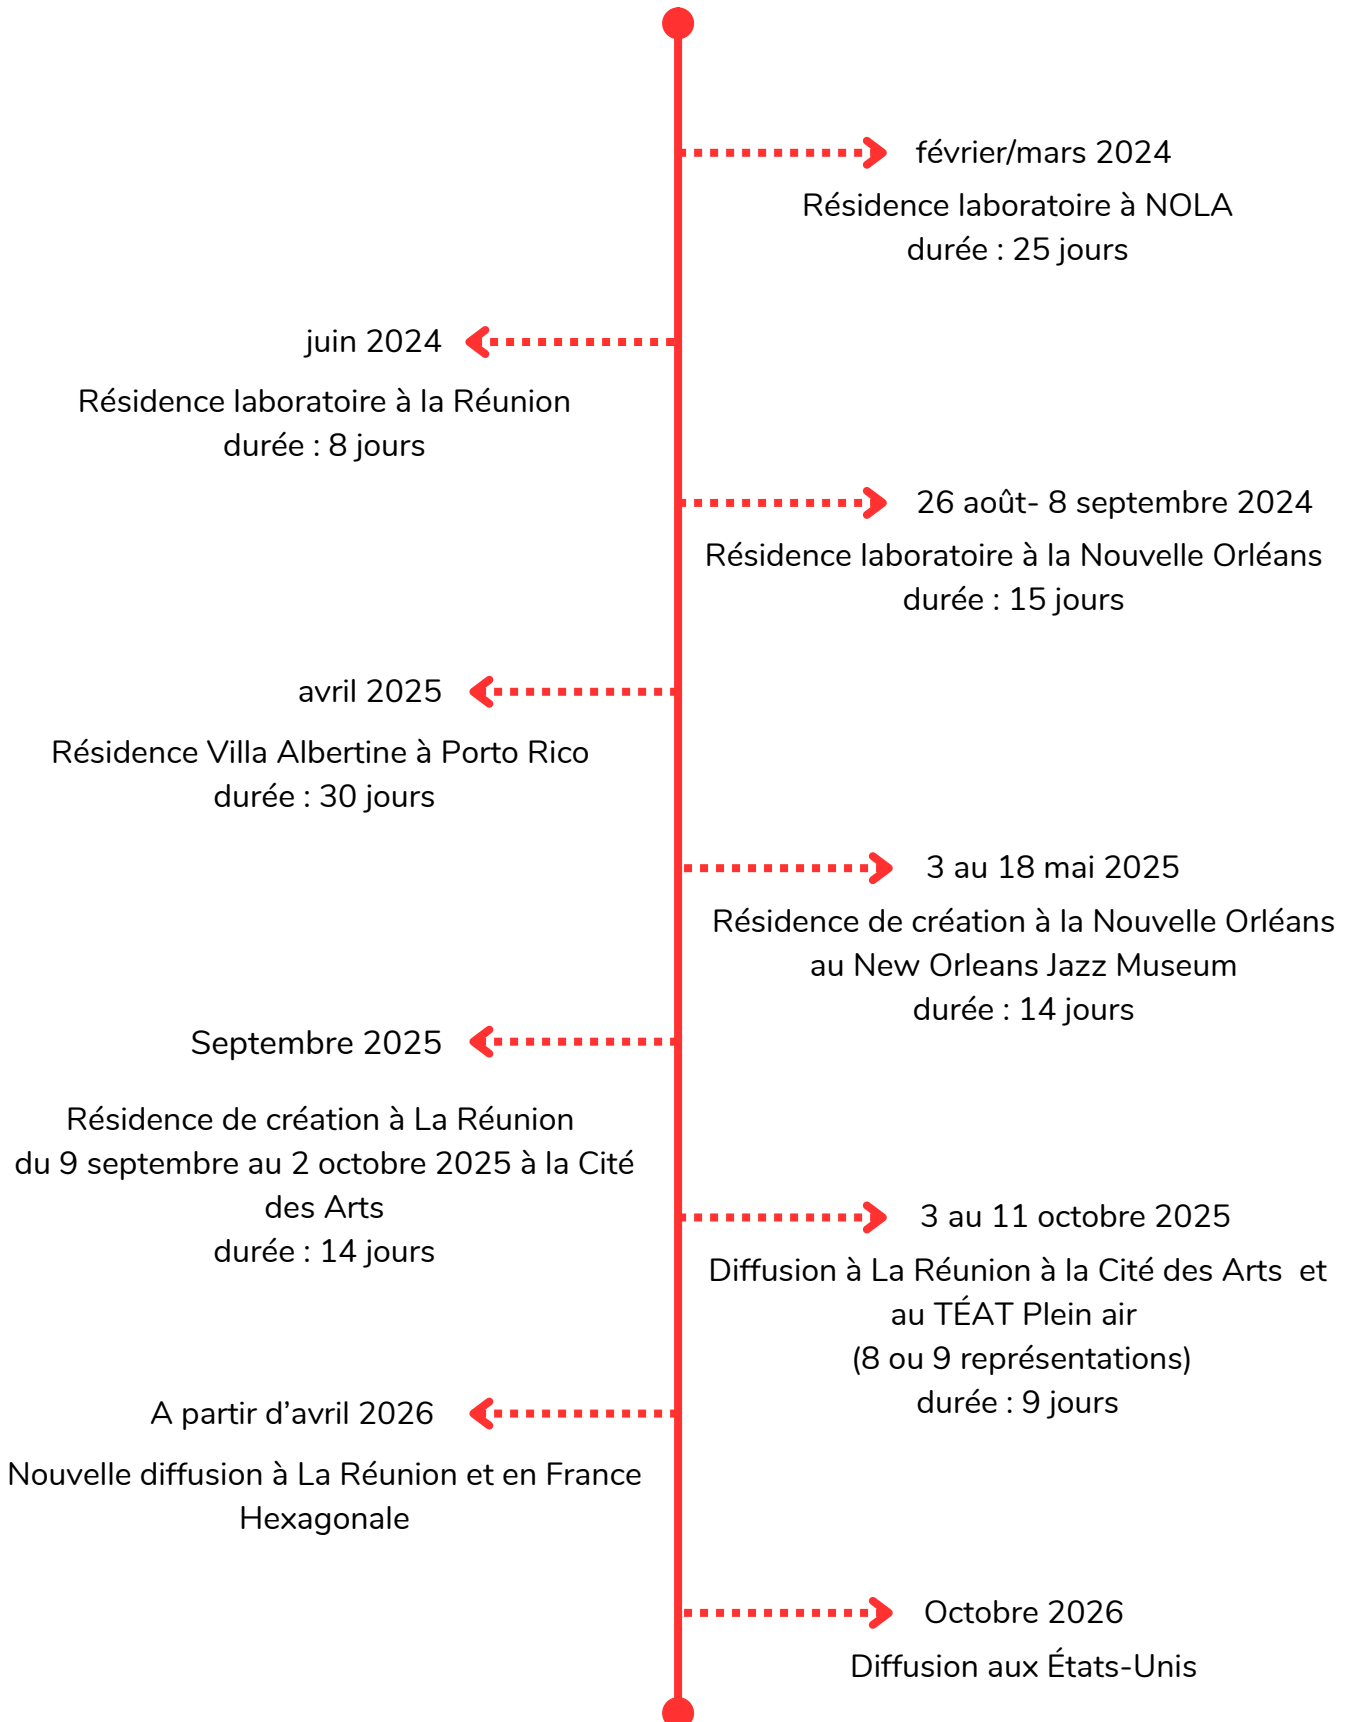 février/mars 2024
Résidence laboratoire à NOLA
durée : 25 jours
juin 2024
Résidence laboratoire à la Réunion
durée : 8 jours
26 août- 8 septembre 2024
Résidence laboratoire à la Nouvelle Orléans
durée : 15 jours
avril 2025
Résidence Villa Albertine à Porto Rico
durée : 30 jours
3 au 18 mai 2025
Résidence de création à la Nouvelle Orléans
au New Orleans Jazz Museum
durée : 14 jours
Septembre 2025
Résidence de création à La Réunion
du 9 septembre au 2 octobre 2025 à la Cité
des Arts
durée : 14 jours
3 au 11 octobre 2025
Diffusion à La Réunion à la Cité des Arts  et
au TÉAT Plein air
(8 ou 9 représentations)
durée : 9 jours
A partir d’avril 2026
Nouvelle diffusion à La Réunion et en France
Hexagonale
Octobre 2026
Diffusion aux États-Unis